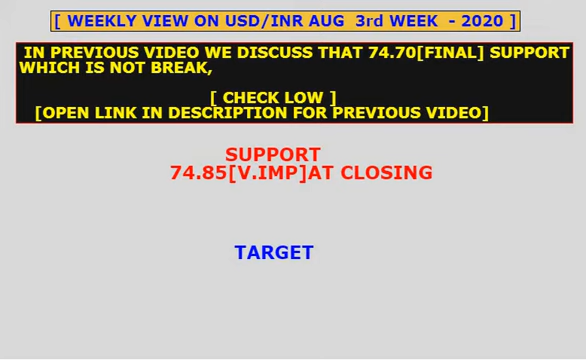 [ WEEKLY VIEW ON USD/INR AUG  3rd WEEK  - 2020 ]
IN PREVIOUS VIDEO WE DISCUSS THAT 74.70[FINAL] SUPPORT
WHICH IS NOT BREAK,
[ CHECK LOW ]
[OPEN LINK IN DESCRIPTION FOR PREVIOUS VIDEO]
SUPPORT
74.85[V.IMP]AT CLOSING
TARGET